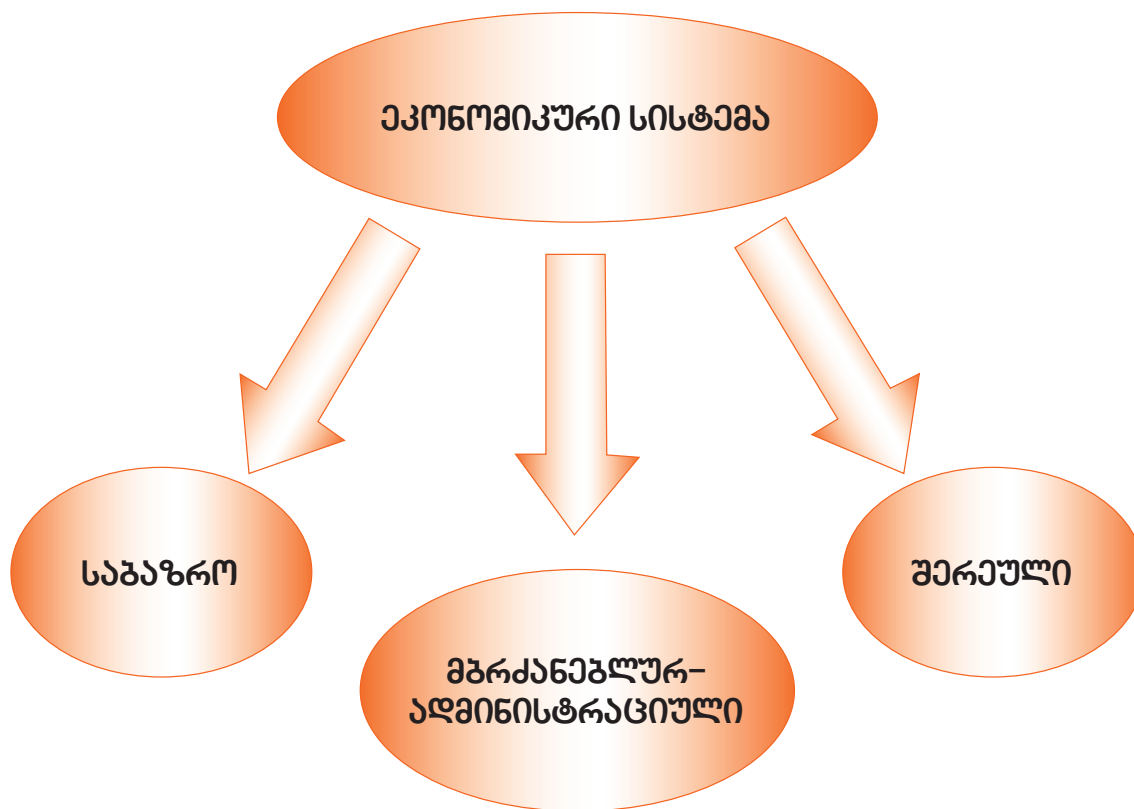 ეკონომიკური სისტემა
საბაზრო
შერეული
მბრძანებლურ–
ადმინისტრაციული